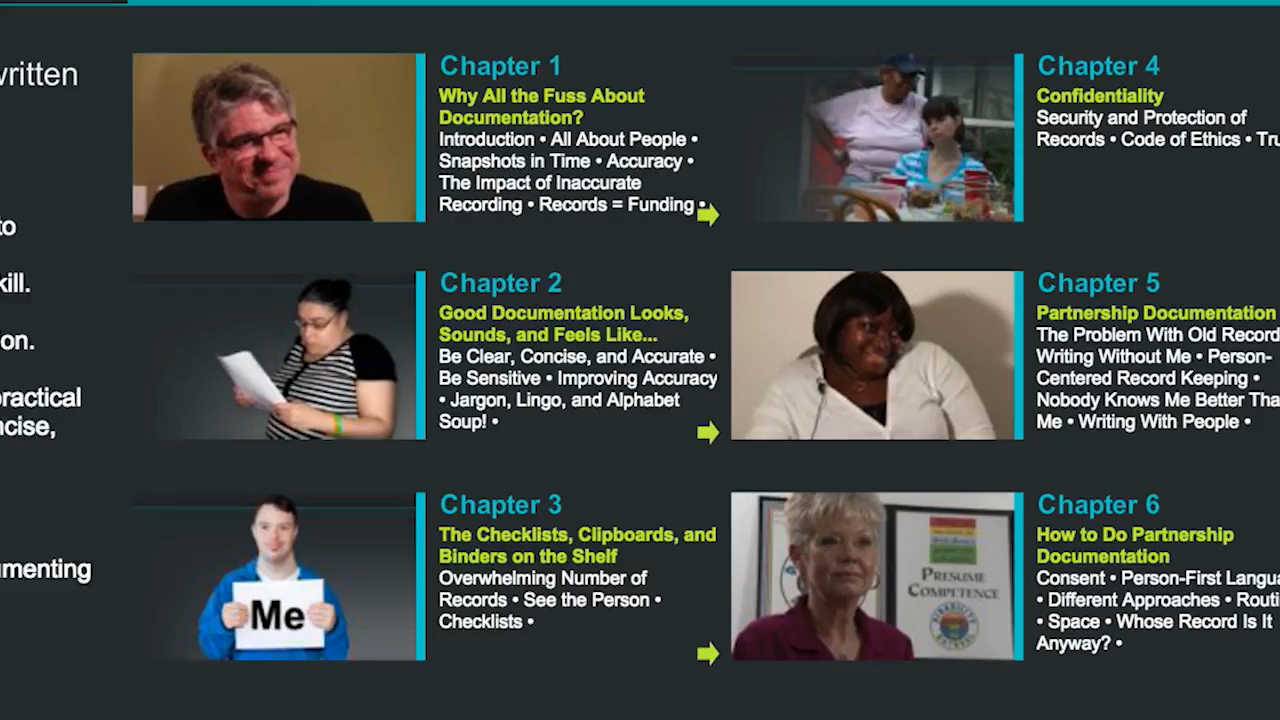 written
to
kill.
on.
practical
ncise,
umenting
Chapter 1
Why All the Fuss About
Documentation?
Introduction • All About People •
Snapshots in Time • Accuracy •
The Impact of Inaccurate
Recording • Records = Funding •
Chapter 2
Good Documentation Looks,
Sounds, and Feels Like...
Be Clear, Concise, and Accurate •
Be Sensitive • Improving Accuracy
• Jargon, Lingo, and Alphabet
Soup! •
Me
Chapter 3
The Checklists, Clipboards, and
Binders on the Shelf
Overwhelming Number of
Records • See the Person •
Checklists •
Chapter 4
Confidentiality
Security and Protection of
Records • Code of Ethics • Tru
Chapter 5
Partnership Documentation
The Problem With Old Record
Writing Without Me • Person-
Centered Record Keeping •
Nobody Knows Me Better Tha
Me • Writing With People •
PRESUME
COMPETENCE
Chapter 6
How to Do Partnership
Documentation
Consent • Person-First Langua
• Different Approaches • Routi
• Space • Whose Record Is It
Anyway? •